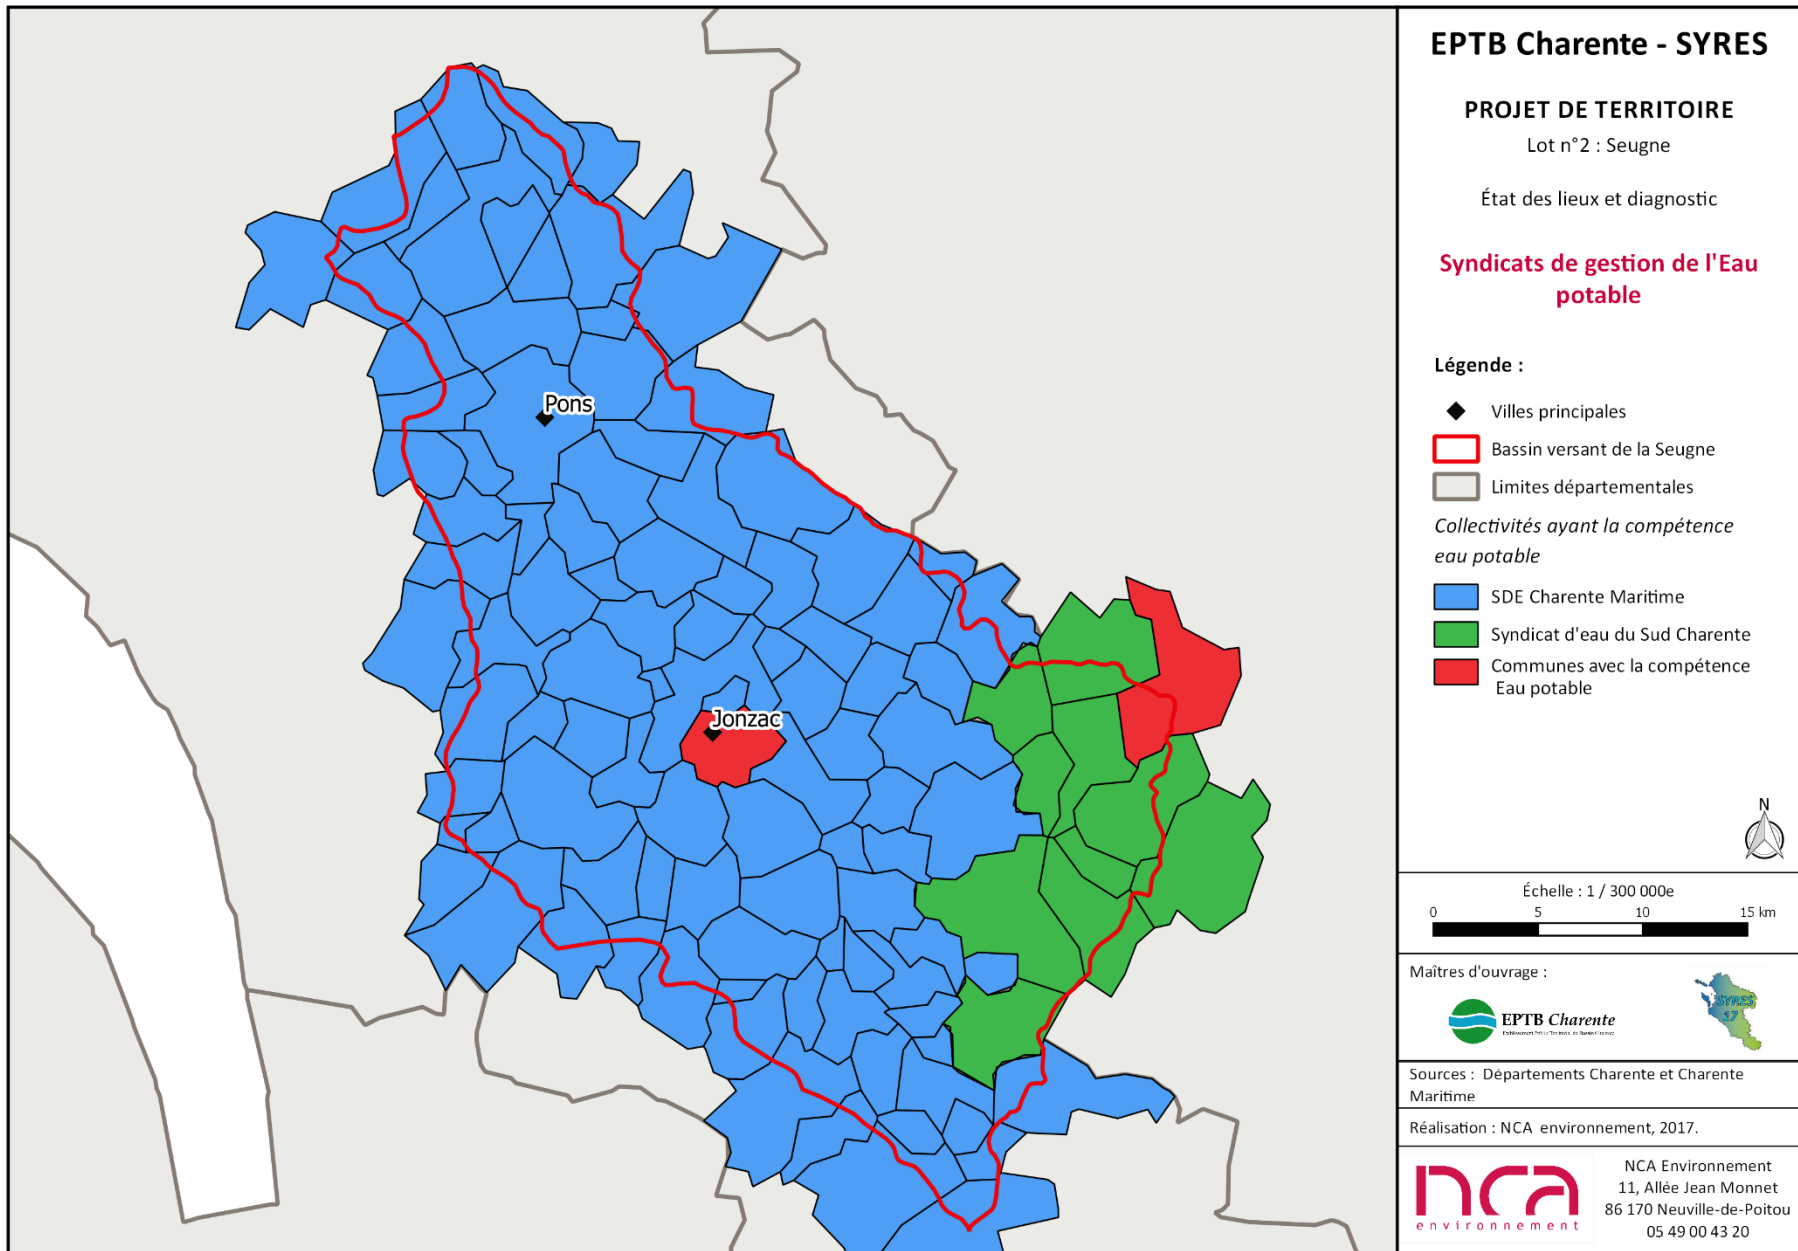 Pons
Jonzac
EPTB Charente - SYRES
PROJET DE TERRITOIRE
Lot n°2 : Seugne
État des lieux et diagnostic
Syndicats de gestion de l'Eau
potable
Légende :
Villes principales
Bassin versant de la Seugne
Limites départementales
Collectivités ayant la compétence
eau potable
SDE Charente Maritime
Syndicat d'eau du Sud Charente
Communes avec la compétence
Eau potable
N
Échelle : 1 / 300 000e
0 5 10 15 km
Maîtres d'ouvrage :
EPTB Charente
SYRES
17
Sources : Départements Charente et Charente
Maritime
Réalisation : NCA environnement, 2017.
nca
environnement
NCA Environnement
11, Allée Jean Monnet
86 170 Neuville-de-Poitou
05 49 00 43 20